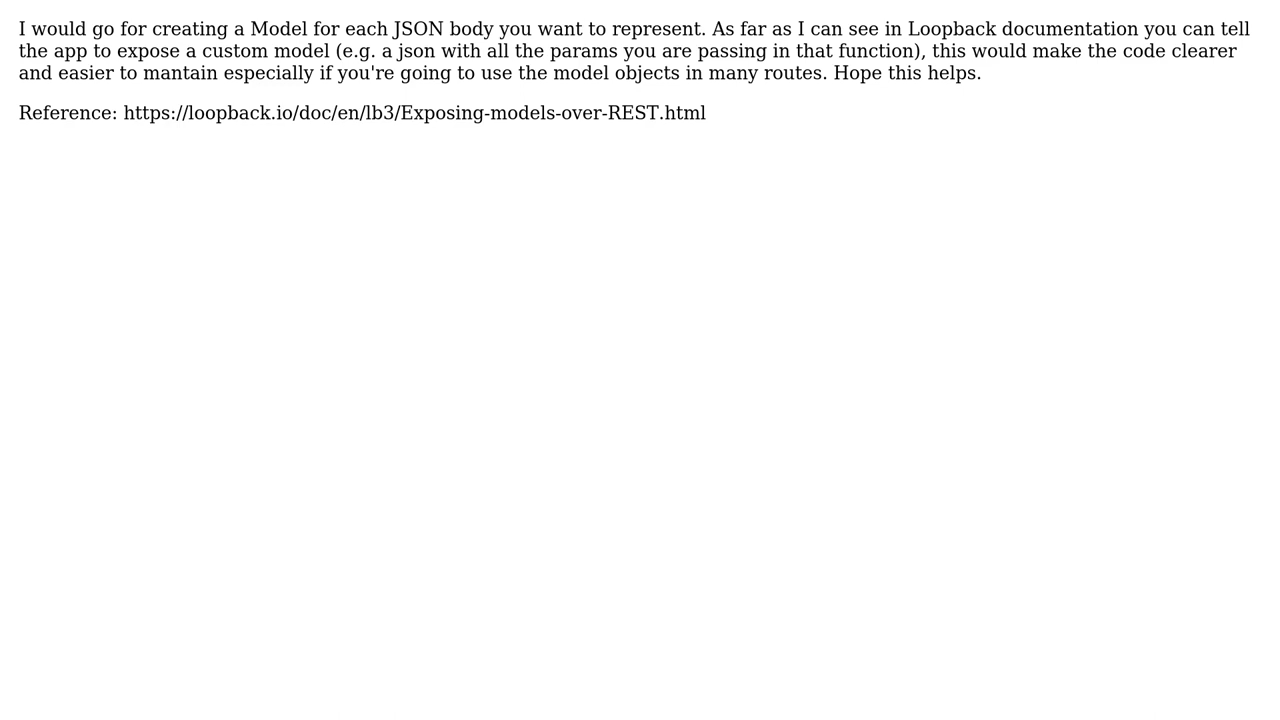 I would go for creating a Model for each JSON body you want to represent. As far as I can see in Loopback documentation you can tell
the app to expose a custom model (e.g. a json with all the params you are passing in that function), this would make the code clearer
and easier to mantain especially if you're going to use the model objects in many routes. Hope this helps.
Reference: https://loopback.io/doc/en/lb3/Exposing-models-over-REST.html